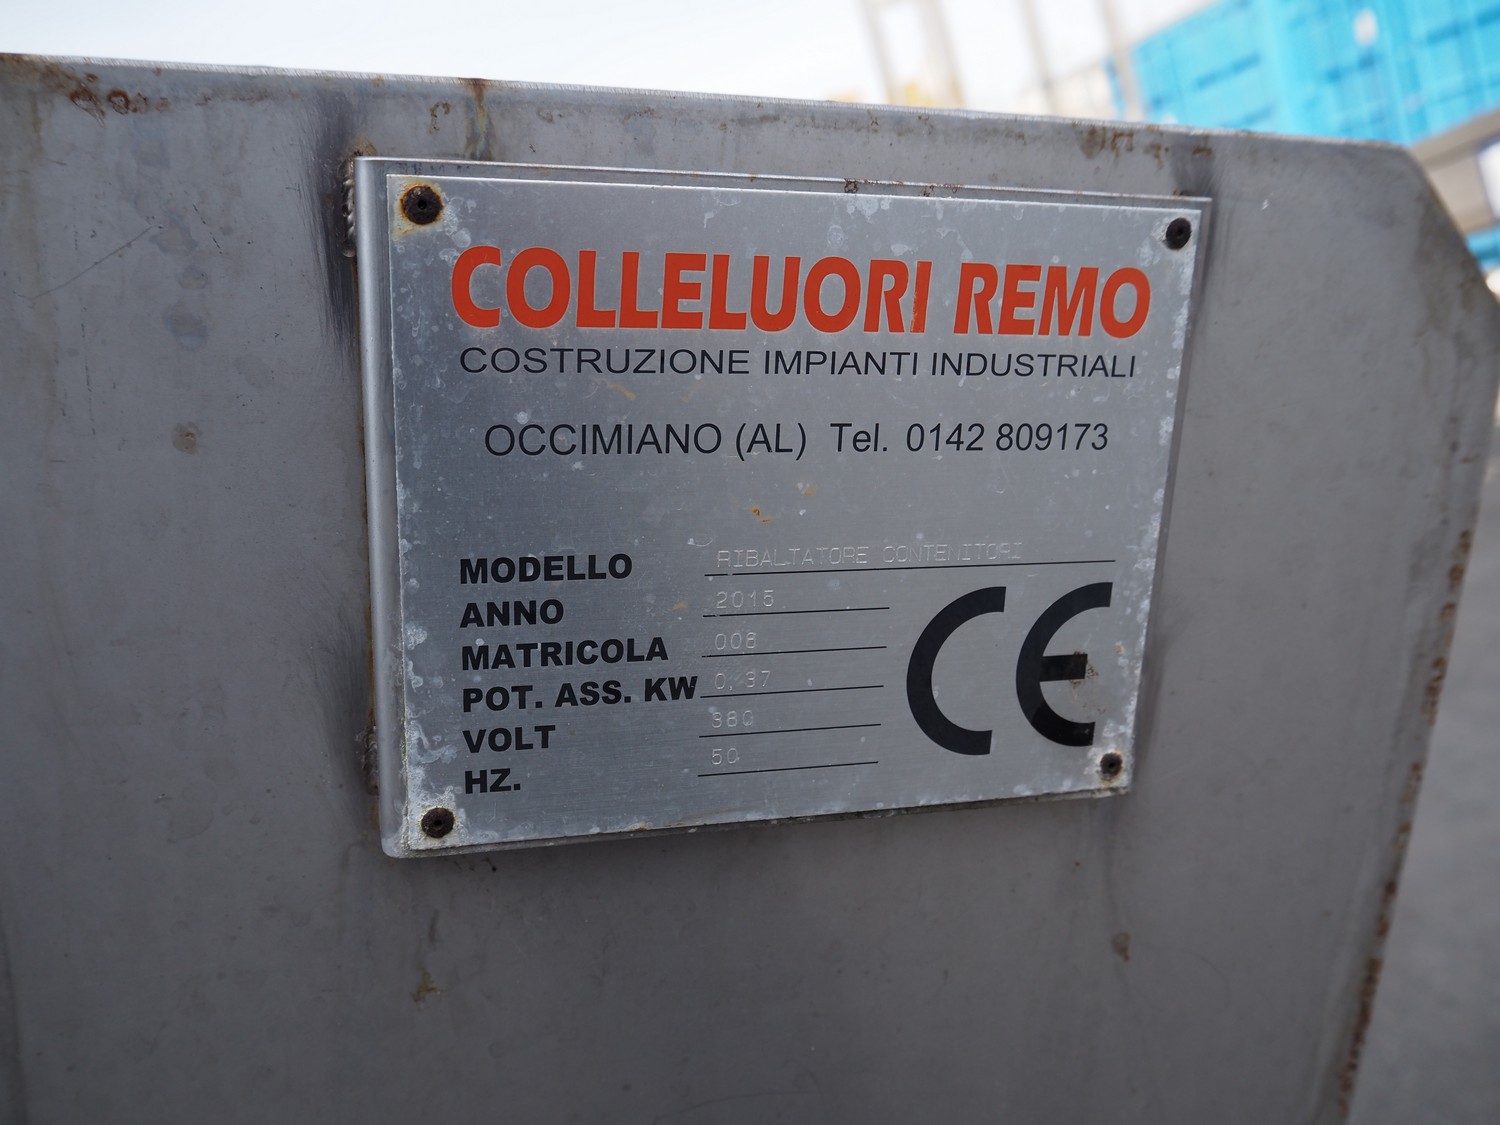 COLLELUORI REMO
COSTRUZIONE IMPIANTI INDUSTRIALI
OCCIMIANO (AL) Tel. 0142 809173
MODELLO RIBALTATORE CONTENITORI
ANNO 2015
MATRICOLA 008
POT. ASS. KW 0,37
VOLT 380
HZ. 50
CE